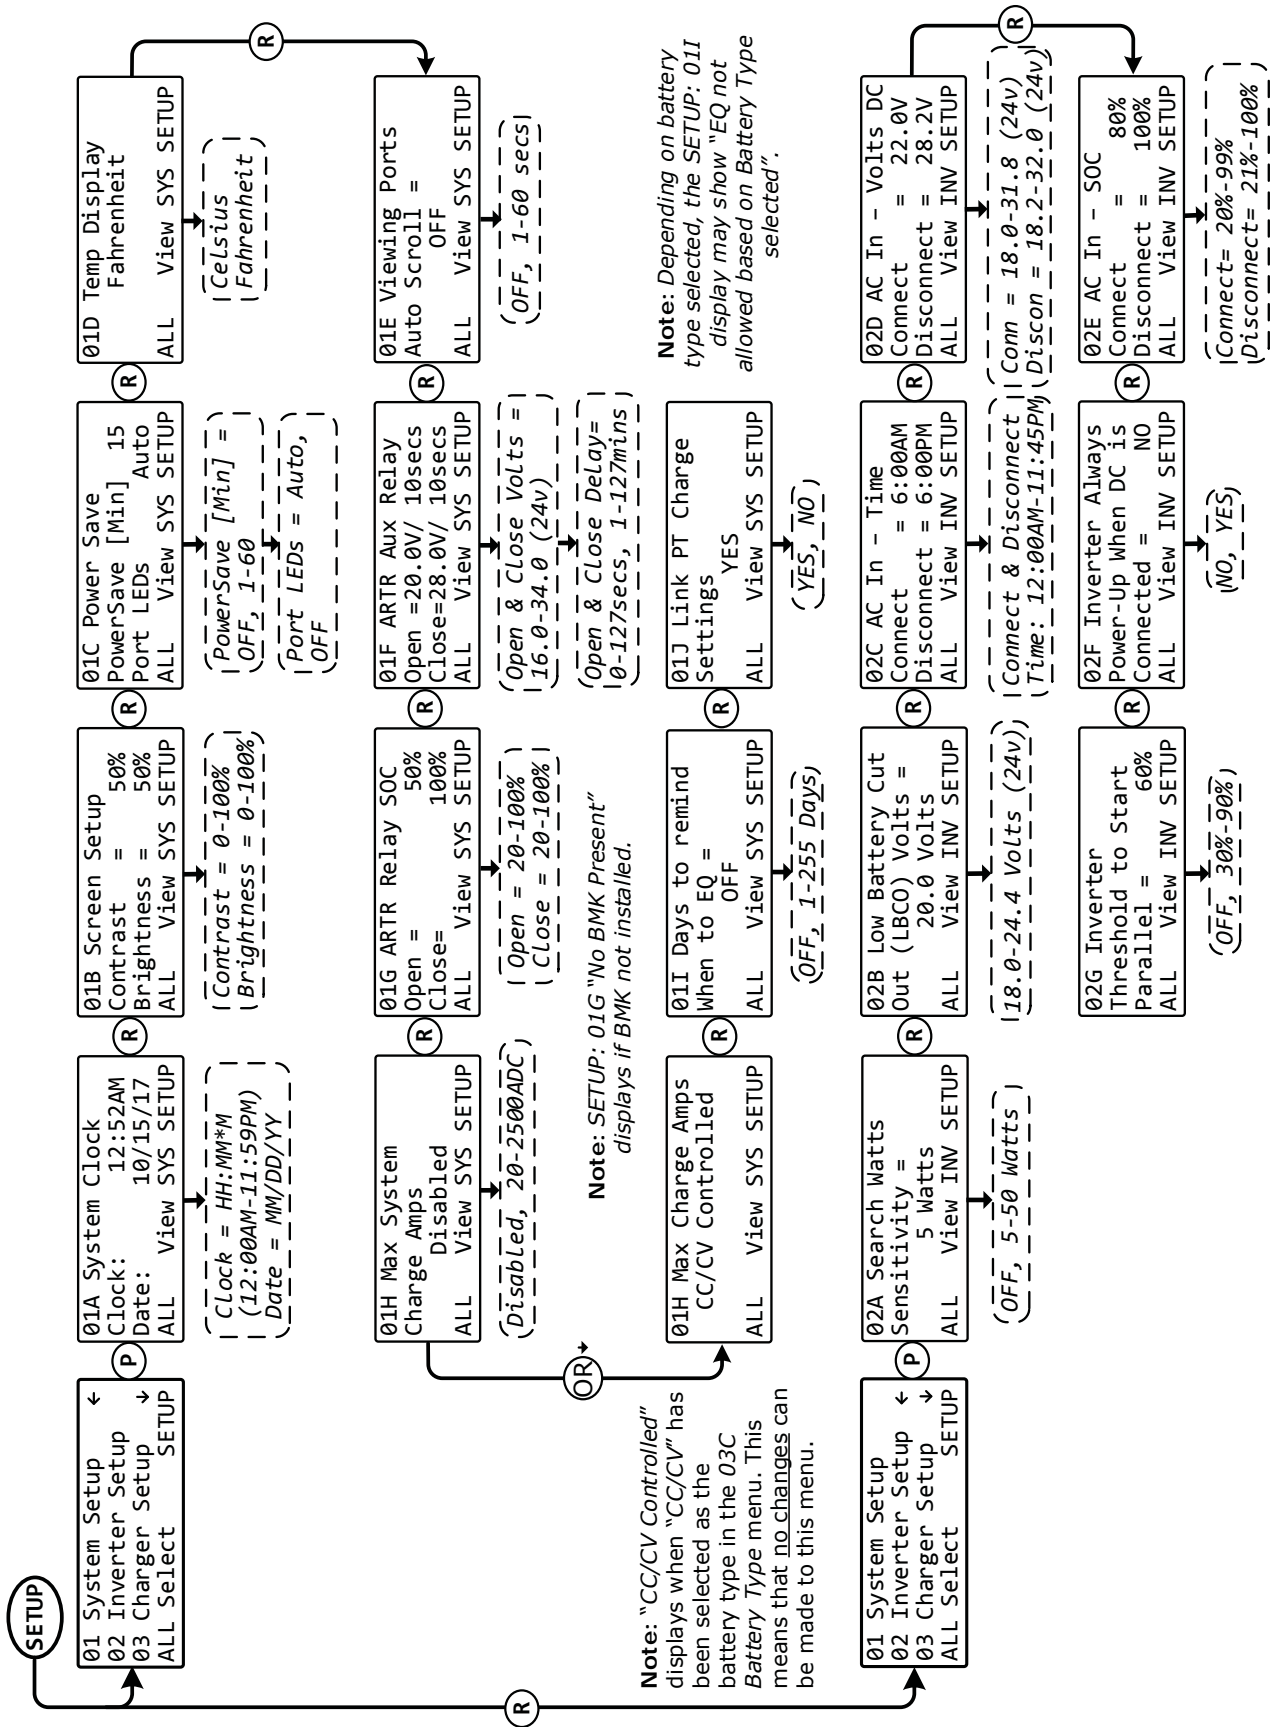 SETUP
01 System Setup ←
02 Inverter Setup
03 Charger Setup ↓
ALL Select SETUP
P
01A System Clock
Clock: 12:52AM
Date: 10/15/17
ALL View SYS SETUP
Clock = HH:MM*M
(12:00AM-11:59PM)
Date = MM/DD/YY
R
01B Screen Setup
Contrast = 50%
Brightness = 50%
ALL View SYS SETUP
Contrast = 0-100%
Brightness = 0-100%
R
01C Power Save
PowerSave [Min] 15
Port LEDs Auto
ALL View SYS SETUP
PowerSave [Min] =
OFF, 1-60
Port LEDs = Auto,
OFF
R
01D Temp Display
Fahrenheit
ALL View SYS SETUP
Celsius
Fahrenheit
R
01E Viewing Ports
Auto Scroll =
OFF
ALL View SYS SETUP
OFF, 1-60 secs
R
01F ARTR Aux Relay
Open =20.0V/ 10secs
Close=28.0V/ 10secs
ALL View SYS SETUP
Open & Close Volts =
16.0-34.0 (24v)
Open & Close Delay=
0-127secs, 1-127mins
R
01G ARTR Relay SOC
Open = 50%
Close= 100%
ALL View SYS SETUP
Open = 20-100%
Close = 20-100%
R
01H Max System
Charge Amps
Disabled
ALL View SYS SETUP
Disabled, 20-2500ADC
Note: SETUP: 01G "No BMK Present"
displays if BMK not installed.
OR
01H Max Charge Amps
CC/CV Controlled
ALL View SYS SETUP
R
01I Days to remind
When to EQ =
OFF
ALL View SYS SETUP
OFF, 1-255 Days
R
01J Link PT Charge
Settings
YES
ALL View SYS SETUP
YES, NO
Note: Depending on battery
type selected, the SETUP: 01I
display may show "EQ not
allowed based on Battery Type
selected".
Note: "CC/CV Controlled"
displays when "CC/CV" has
been selected as the
battery type in the 03C
Battery Type menu. This
means that no changes can
be made to this menu.
R
01 System Setup
02 Inverter Setup ←
03 Charger Setup ↓
ALL Select SETUP
P
02A Search Watts
Sensitivity =
5 Watts
ALL View INV SETUP
OFF, 5-50 Watts
R
02B Low Battery Cut
Out (LBCO) Volts =
20.0 Volts
ALL View INV SETUP
18.0-24.4 Volts (24v)
R
02C AC In - Time
Connect = 6:00AM
Disconnect = 6:00PM
ALL View INV SETUP
Connect & Disconnect
Time: 12:00AM-11:45PM
R
02D AC In - Volts DC
Connect = 22.0V
Disconnect = 28.2V
ALL View INV SETUP
Conn = 18.0-31.8 (24v)
Discon = 18.2-32.0 (24v)
R
02E AC In - SOC
Connect = 80%
Disconnect = 100%
ALL View INV SETUP
Connect= 20%-99%
Disconnect= 21%-100%
R
02F Inverter Always
Power-Up When DC is
Connected = NO
ALL View INV SETUP
NO, YES
R
02G Inverter
Threshold to Start
Parallel = 60%
ALL View INV SETUP
OFF, 30%-90%